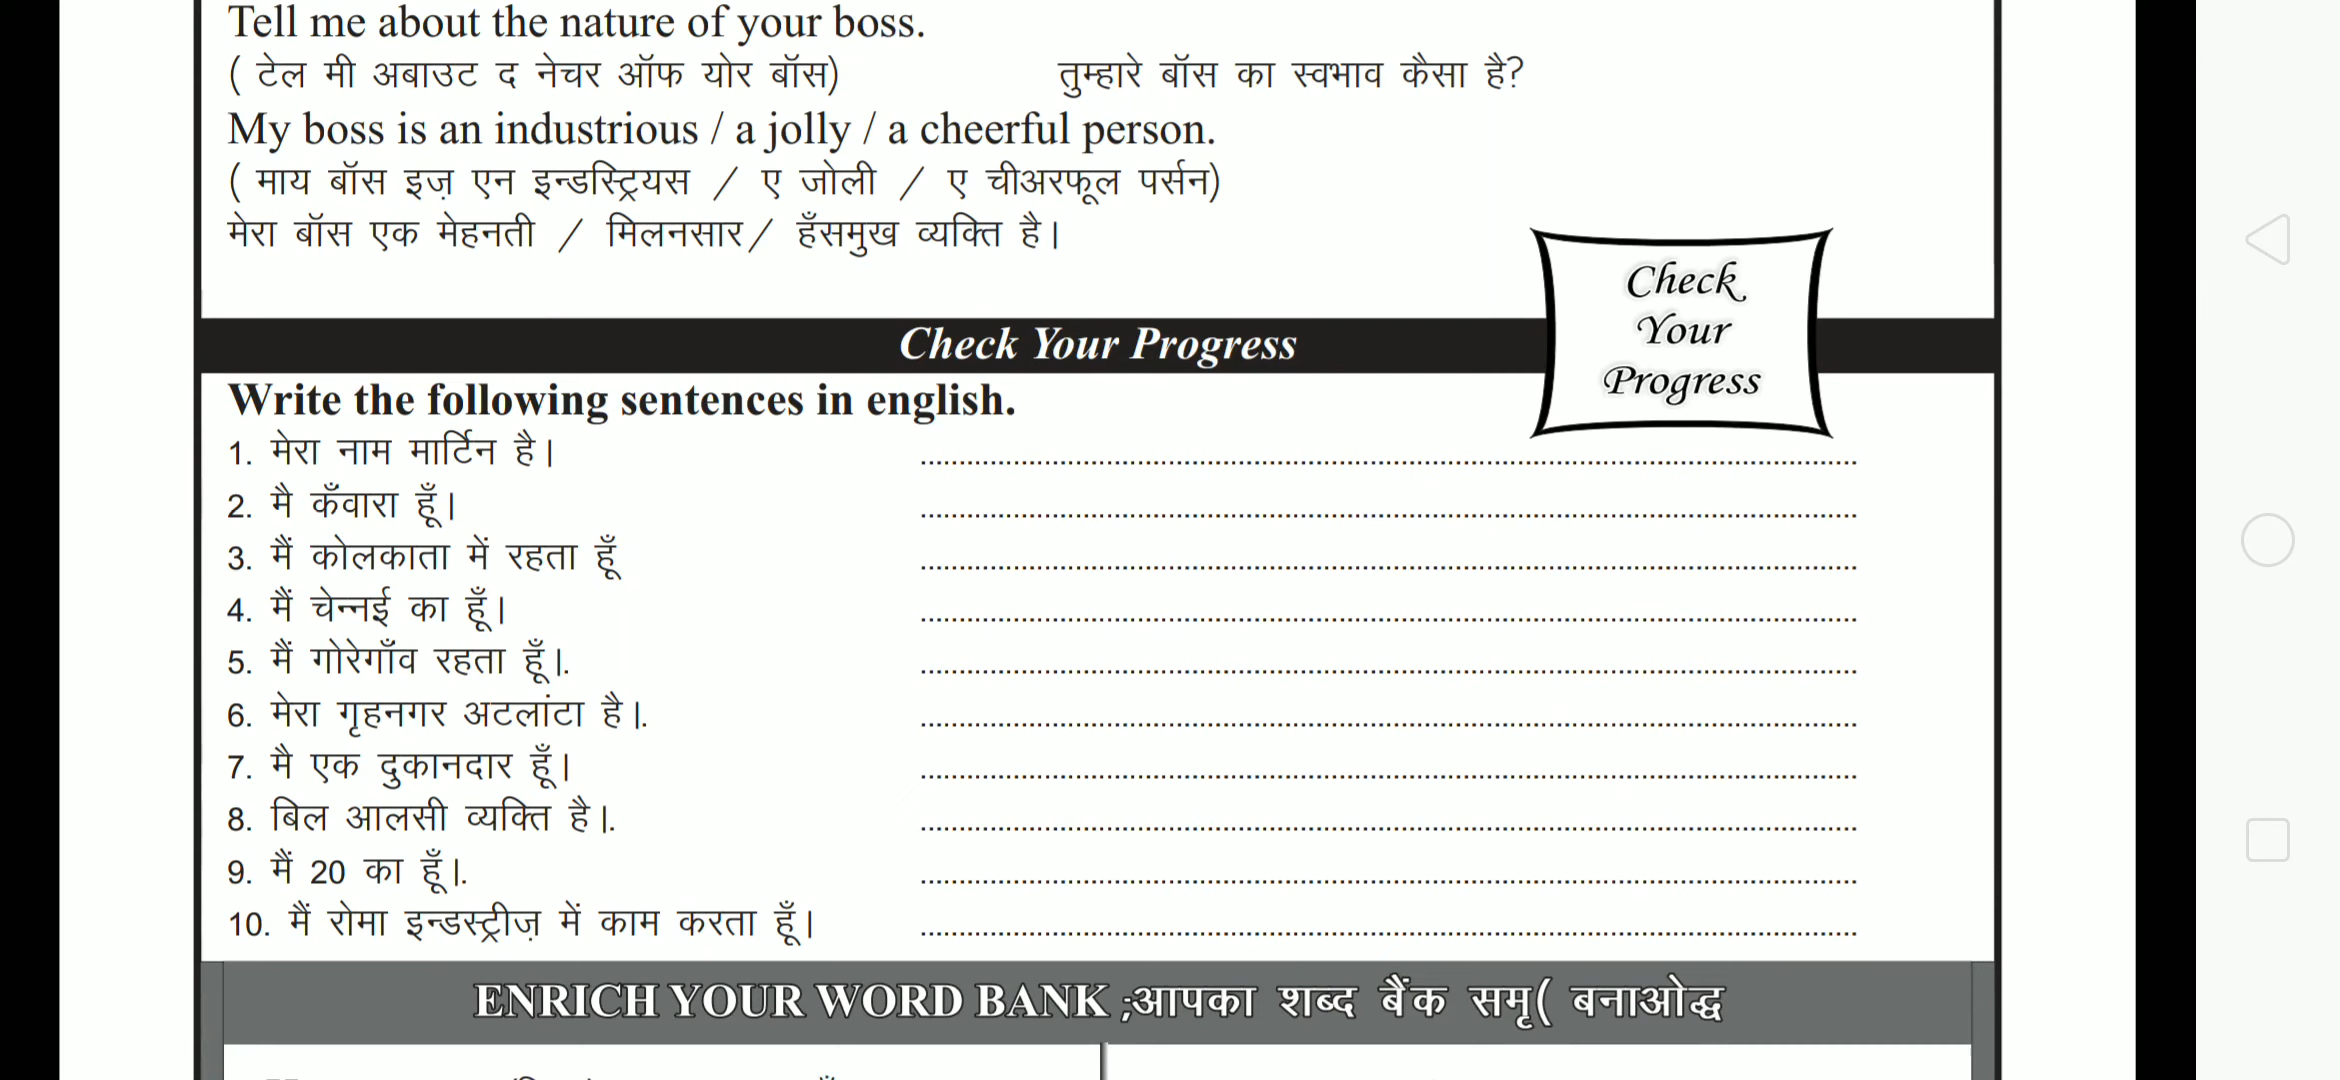 Tell me about the nature of your boss.
( टेल मी अबाउट द नेचर ऑफ योर बॉस) तुम्हारे बॉस का स्वभाव कैसा है?
My boss is an industrious / a jolly / a cheerful person.
( माय बॉस इज़ एन इन्डस्ट्रियस / ए जोली / ए चीअरफूल पर्सन)
मेरा बॉस एक मेहनती / मिलनसार/ हँसमुख व्यक्ति है।
Check
Your
Progress
Check Your Progress
Write the following sentences in english.
1. मेरा नाम मार्टिन है।
2. मै कँवारा हूँ।
3. मैं कोलकाता में रहता हूँ
4. मैं चेन्नई का हूँ।
5. मैं गोरेगाँव रहता हूँ।.
6. मेरा गृहनगर अटलांटा है।.
7. मै एक दुकानदार हूँ।
8. बिल आलसी व्यक्ति है।.
9. मैं 20 का हूँ।.
10. मैं रोमा इन्डस्ट्रीज़ में काम करता हूँ।
ENRICH YOUR WORD BANK ;आपका शब्द बैंक समृ( बनाओद्ध